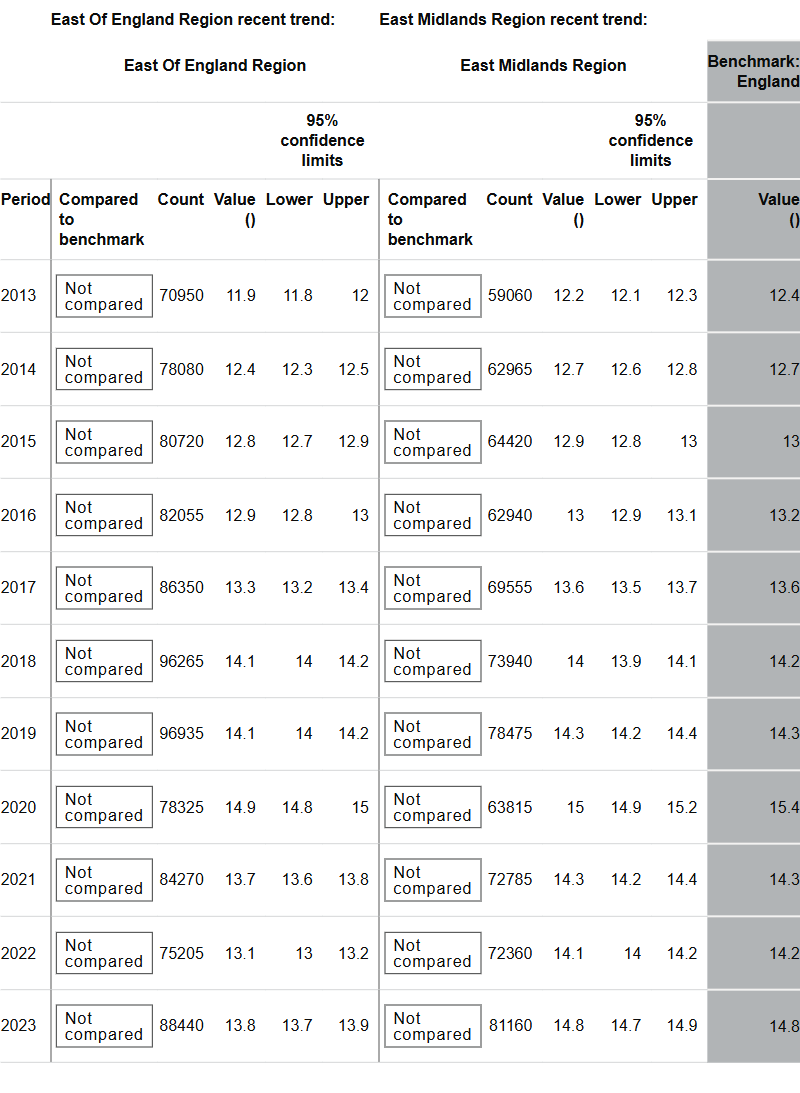 East Of England Region recent trend: East Midlands Region recent trend:
East Of England Region East Midlands Region Benchmark:
England
95% 95%
confidence confidence
limits limits
Period Compared Count Value Lower Upper Compared Count Value Lower Upper Value
to () to () ()
benchmark benchmark
2013 Not compared 70950 11.9 11.8 12 Not compared 59060 12.2 12.1 12.3 12.4
2014 Not compared 78080 12.4 12.3 12.5 Not compared 62965 12.7 12.6 12.8 12.7
2015 Not compared 80720 12.8 12.7 12.9 Not compared 64420 12.9 12.8 13 13
2016 Not compared 82055 12.9 12.8 13 Not compared 62940 13 12.9 13.1 13.2
2017 Not compared 86350 13.3 13.2 13.4 Not compared 69555 13.6 13.5 13.7 13.6
2018 Not compared 96265 14.1 14 14.2 Not compared 73940 14 13.9 14.1 14.2
2019 Not compared 96935 14.1 14 14.2 Not compared 78475 14.3 14.2 14.4 14.3
2020 Not compared 78325 14.9 14.8 15 Not compared 63815 15 14.9 15.2 15.4
2021 Not compared 84270 13.7 13.6 13.8 Not compared 72785 14.3 14.2 14.4 14.3
2022 Not compared 75205 13.1 13 13.2 Not compared 72360 14.1 14 14.2 14.2
2023 Not compared 88440 13.8 13.7 13.9 Not compared 81160 14.8 14.7 14.9 14.8